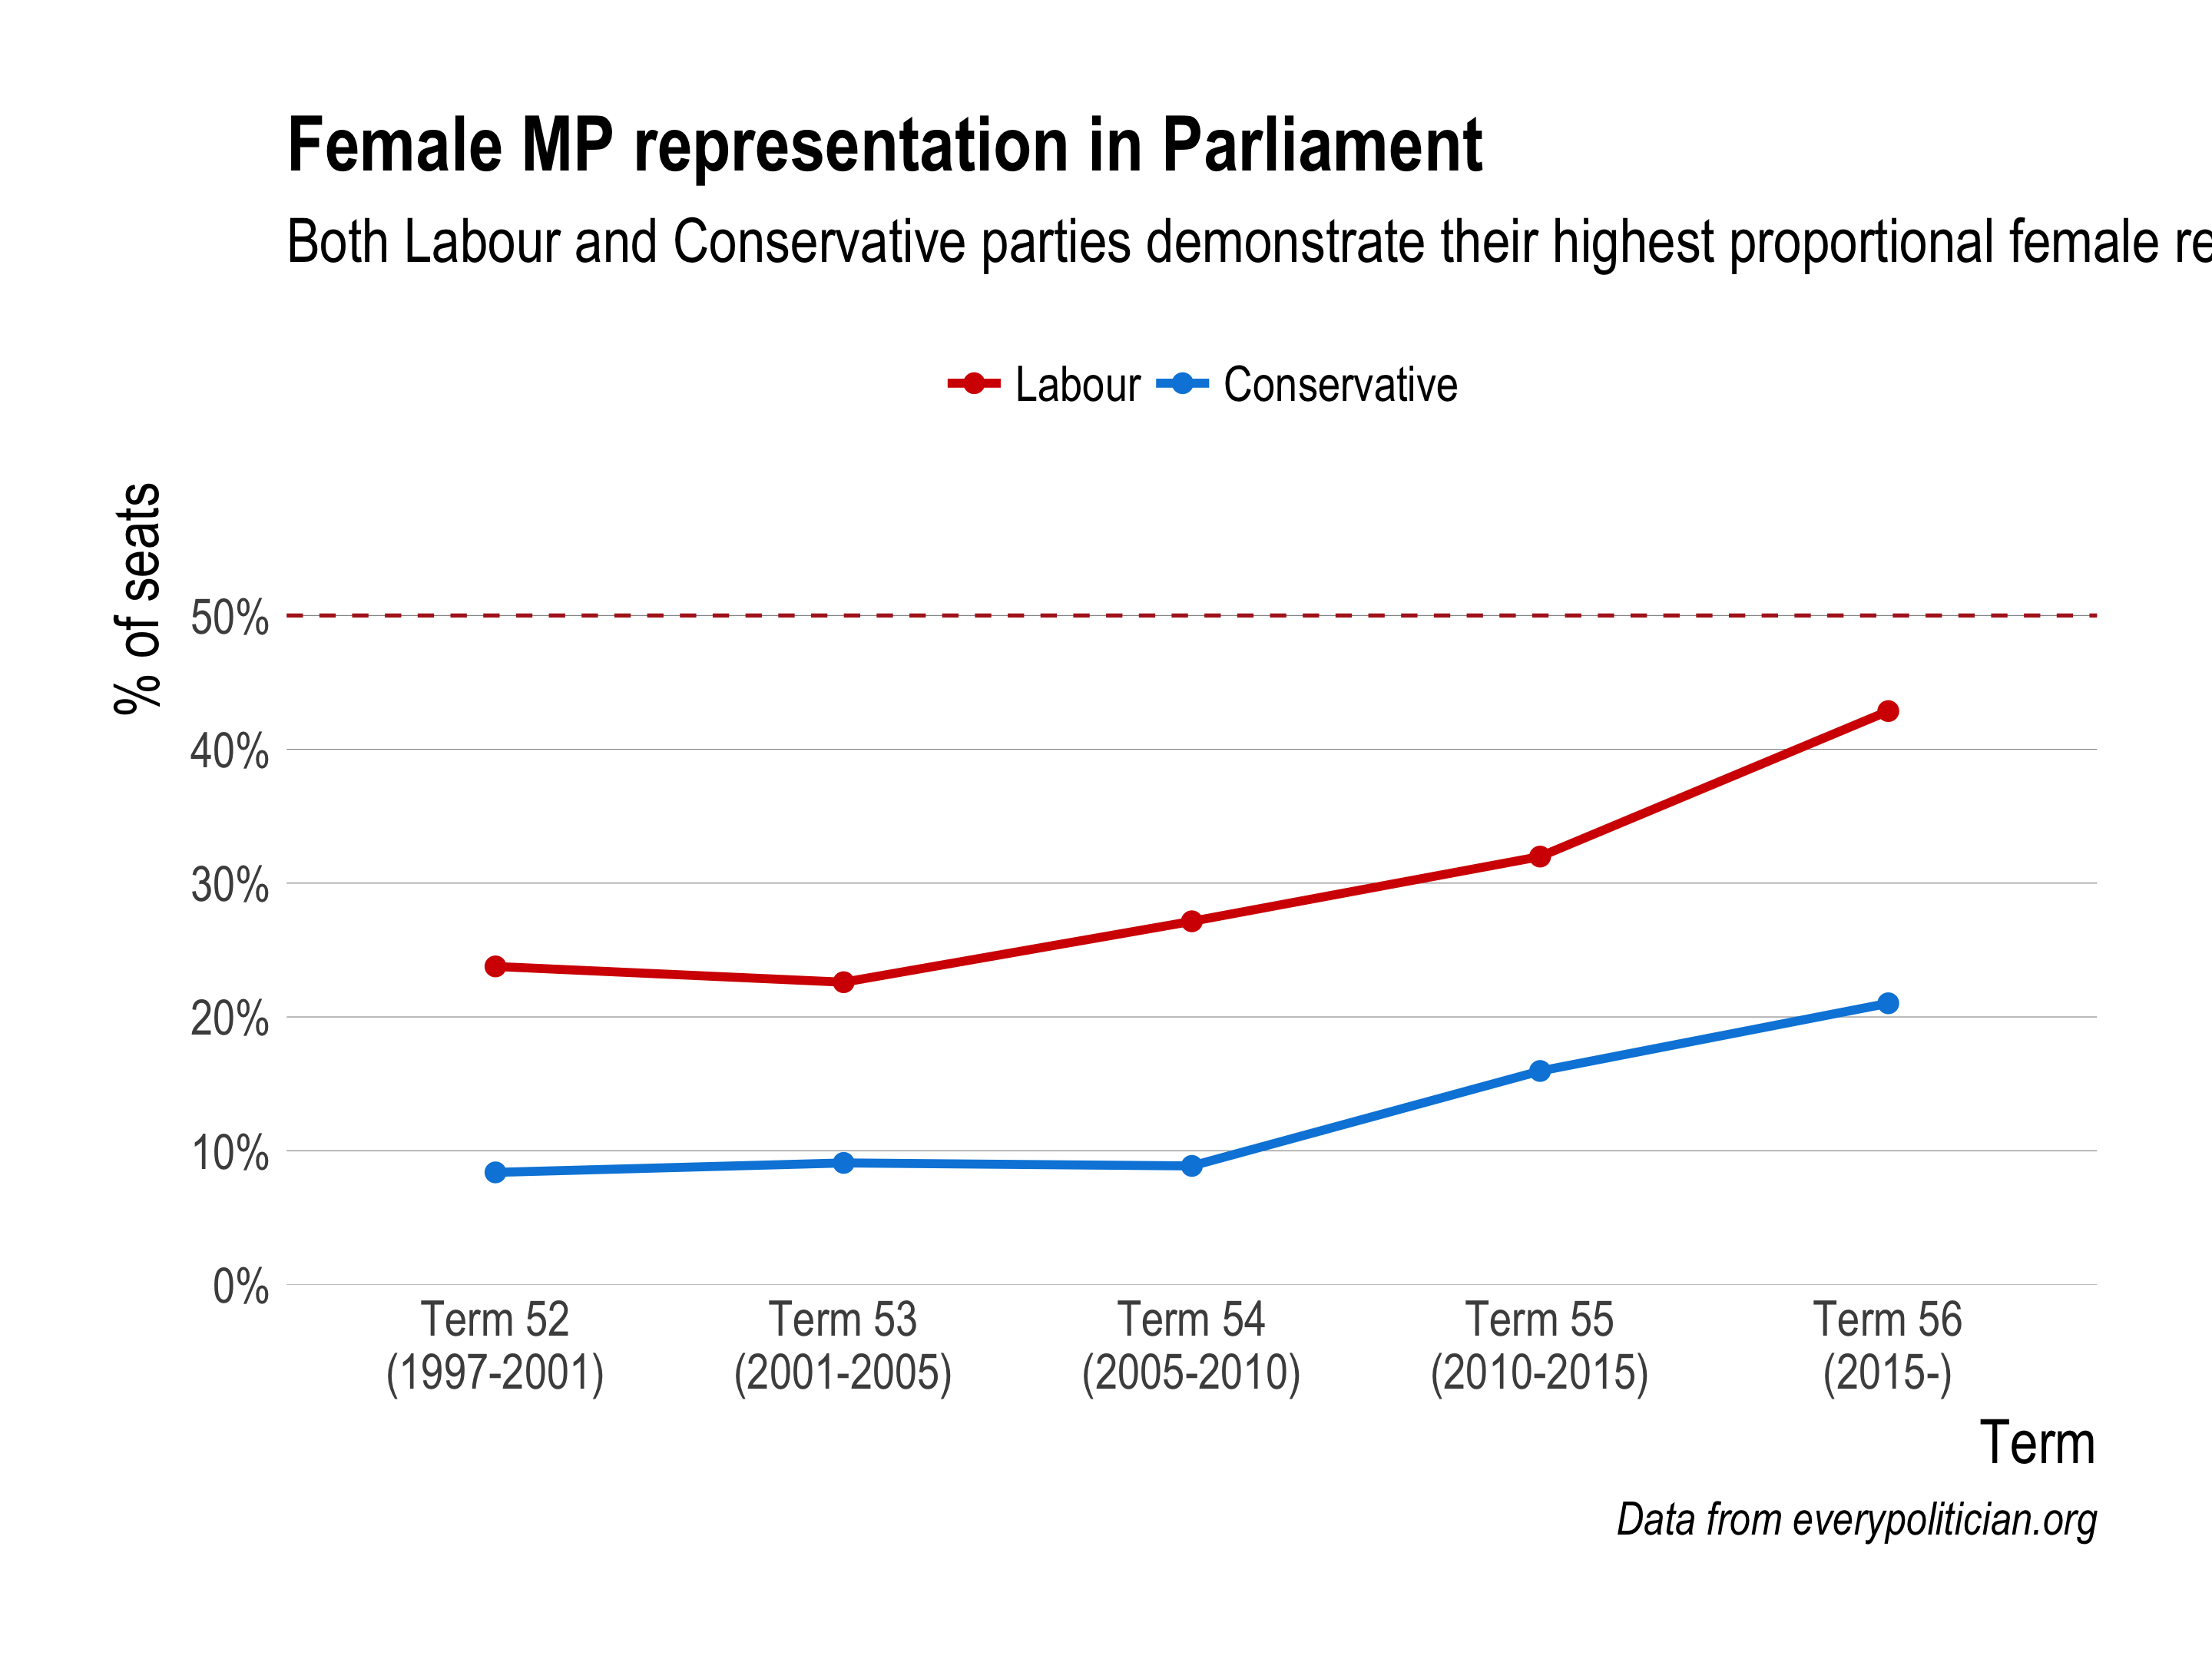 Female MP representation in Parliament
Both Labour and Conservative parties demonstrate their highest proportional female
Labour Conservative
% of seats
50%
40%
30%
20%
10%
0%
Term 52 Term 53 Term 54 Term 55 Term 56
(1997-2001) (2001-2005) (2005-2010) (2010-2015) (2015-)
Term
Data from everypolitician.org